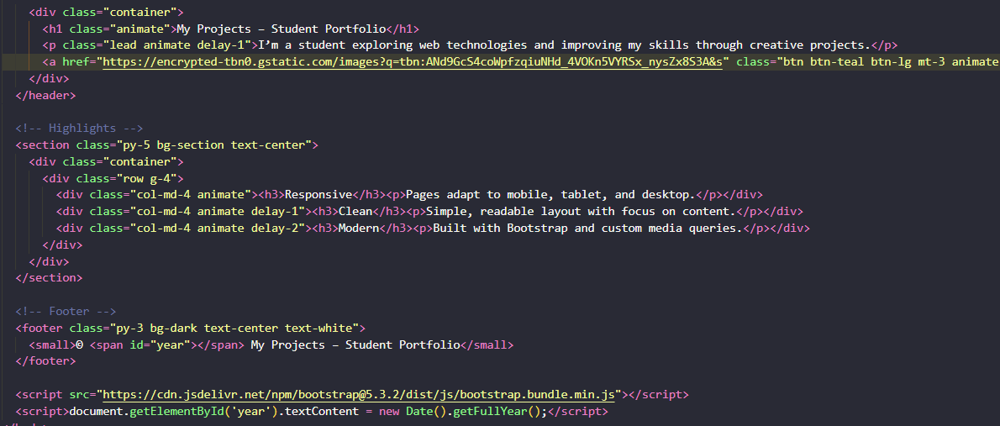 <div class="container">
<h1 class="animate">My Projects – Student Portfolio</h1>
<p class="lead animate delay-1">I’m a student exploring web technologies and improving my skills through creative projects.</p>
<a href="https://encrypted-tbn0.gstatic.com/images?q=tbn:ANd9GcS4coWpfzqiuNHd_4VOKn5VYRSx_nysZx8S3A&s" class="btn btn-teal btn-lg mt-3 animate
</div>
</header>
<!-- Highlights -->
<section class="py-5 bg-section text-center">
<div class="container">
<div class="row g-4">
<div class="col-md-4 animate"><h3>Responsive</h3><p>Pages adapt to mobile, tablet, and desktop.</p></div>
<div class="col-md-4 animate delay-1"><h3>Clean</h3><p>Simple, readable layout with focus on content.</p></div>
<div class="col-md-4 animate delay-2"><h3>Modern</h3><p>Built with Bootstrap and custom media queries.</p></div>
</div>
</div>
</section>
<!-- Footer -->
<footer class="py-3 bg-dark text-center text-white">
<small>0 <span id="year"></span> My Projects – Student Portfolio</small>
</footer>
<script src="https://cdn.jsdelivr.net/npm/bootstrap@5.3.2/dist/js/bootstrap.bundle.min.js"></script>
<script>document.getElementById('year').textContent = new Date().getFullYear();</script>